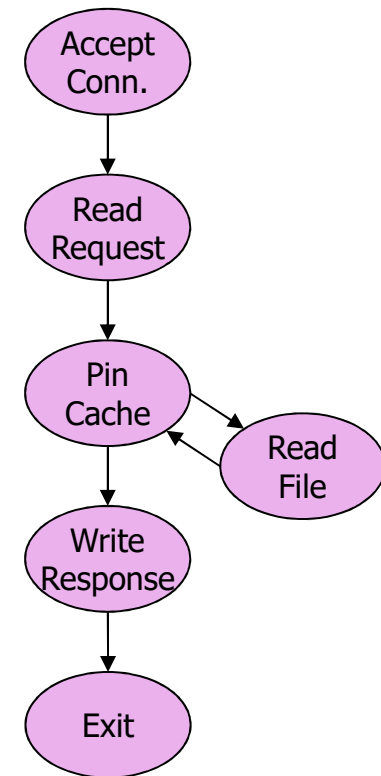 Accept
Conn.
Read
Request
Pin
Cache
Read
File
Write
Response
Exit